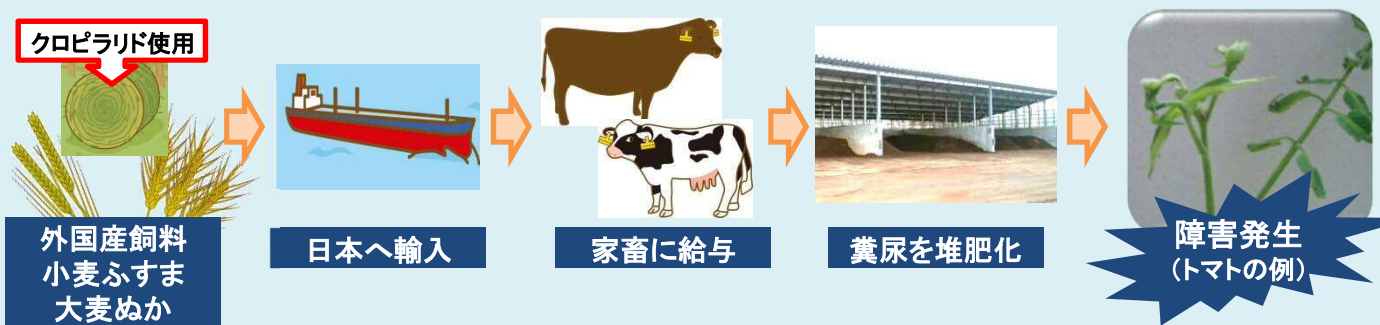 クロピラリド使用
外国産飼料
小麦ふすま
大麦ぬか
日本へ輸入
家畜に給与
糞尿を堆肥化
障害発生
（トマトの例）